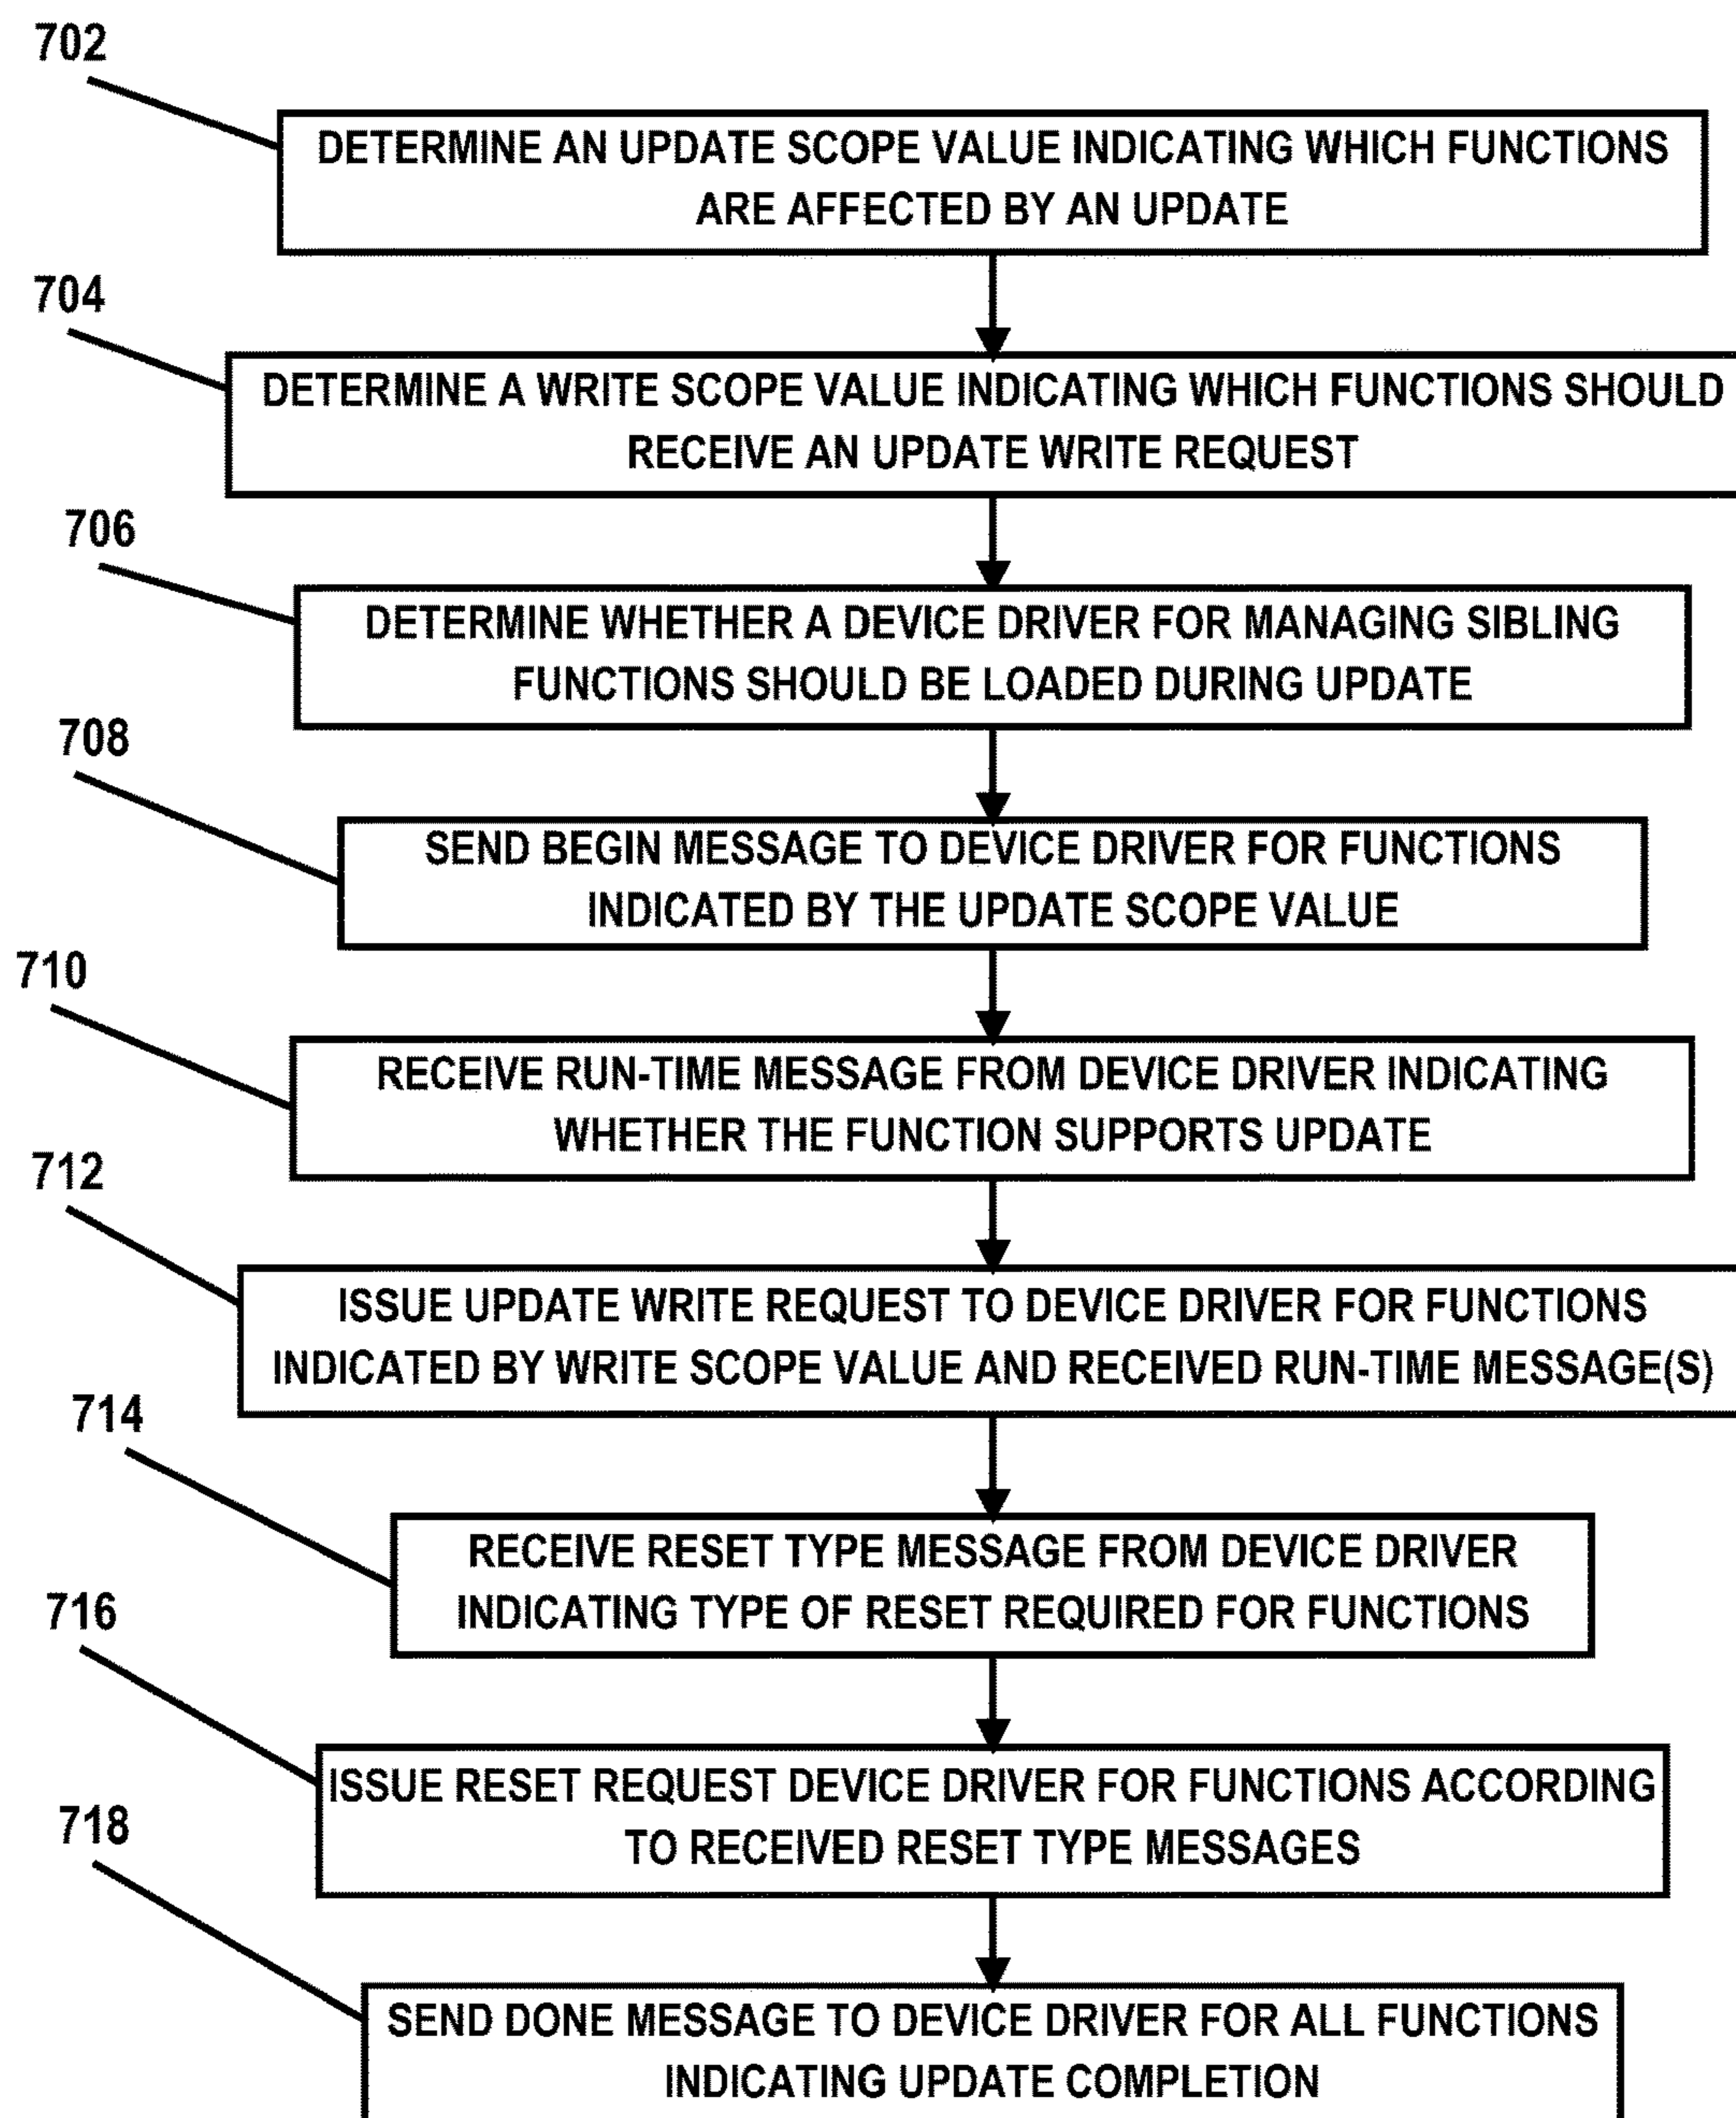 702
DETERMINE AN UPDATE SCOPE VALUE INDICATING WHICH FUNCTIONS
ARE AFFECTED BY AN UPDATE
704
DETERMINE A WRITE SCOPE VALUE INDICATING WHICH FUNCTIONS SHOULD
RECEIVE AN UPDATE WRITE REQUEST
706
DETERMINE WHETHER A DEVICE DRIVER FOR MANAGING SIBLING
FUNCTIONS SHOULD BE LOADED DURING UPDATE
708
SEND BEGIN MESSAGE TO DEVICE DRIVER FOR FUNCTIONS
INDICATED BY THE UPDATE SCOPE VALUE
710
RECEIVE RUN-TIME MESSAGE FROM DEVICE DRIVER INDICATING
WHETHER THE FUNCTION SUPPORTS UPDATE
712
ISSUE UPDATE WRITE REQUEST TO DEVICE DRIVER FOR FUNCTIONS
INDICATED BY WRITE SCOPE VALUE AND RECEIVED RUN-TIME MESSAGE(S)
714
RECEIVE RESET TYPE MESSAGE FROM DEVICE DRIVER
INDICATING TYPE OF RESET REQUIRED FOR FUNCTIONS
716
ISSUE RESET REQUEST DEVICE DRIVER FOR FUNCTIONS ACCORDING
TO RECEIVED RESET TYPE MESSAGES
718
SEND DONE MESSAGE TO DEVICE DRIVER FOR ALL FUNCTIONS
INDICATING UPDATE COMPLETION